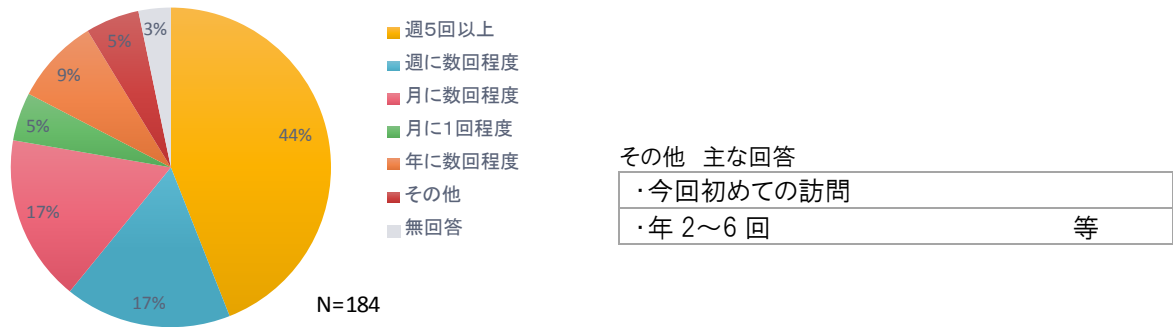 3%
5%
9%
5%
17%
17%
44%
N=184
週5回以上
週に数回程度
月に数回程度
月に1回程度
年に数回程度
その他
無回答
その他 主な回答
・今回初めての訪問
・年 2～6 回 等